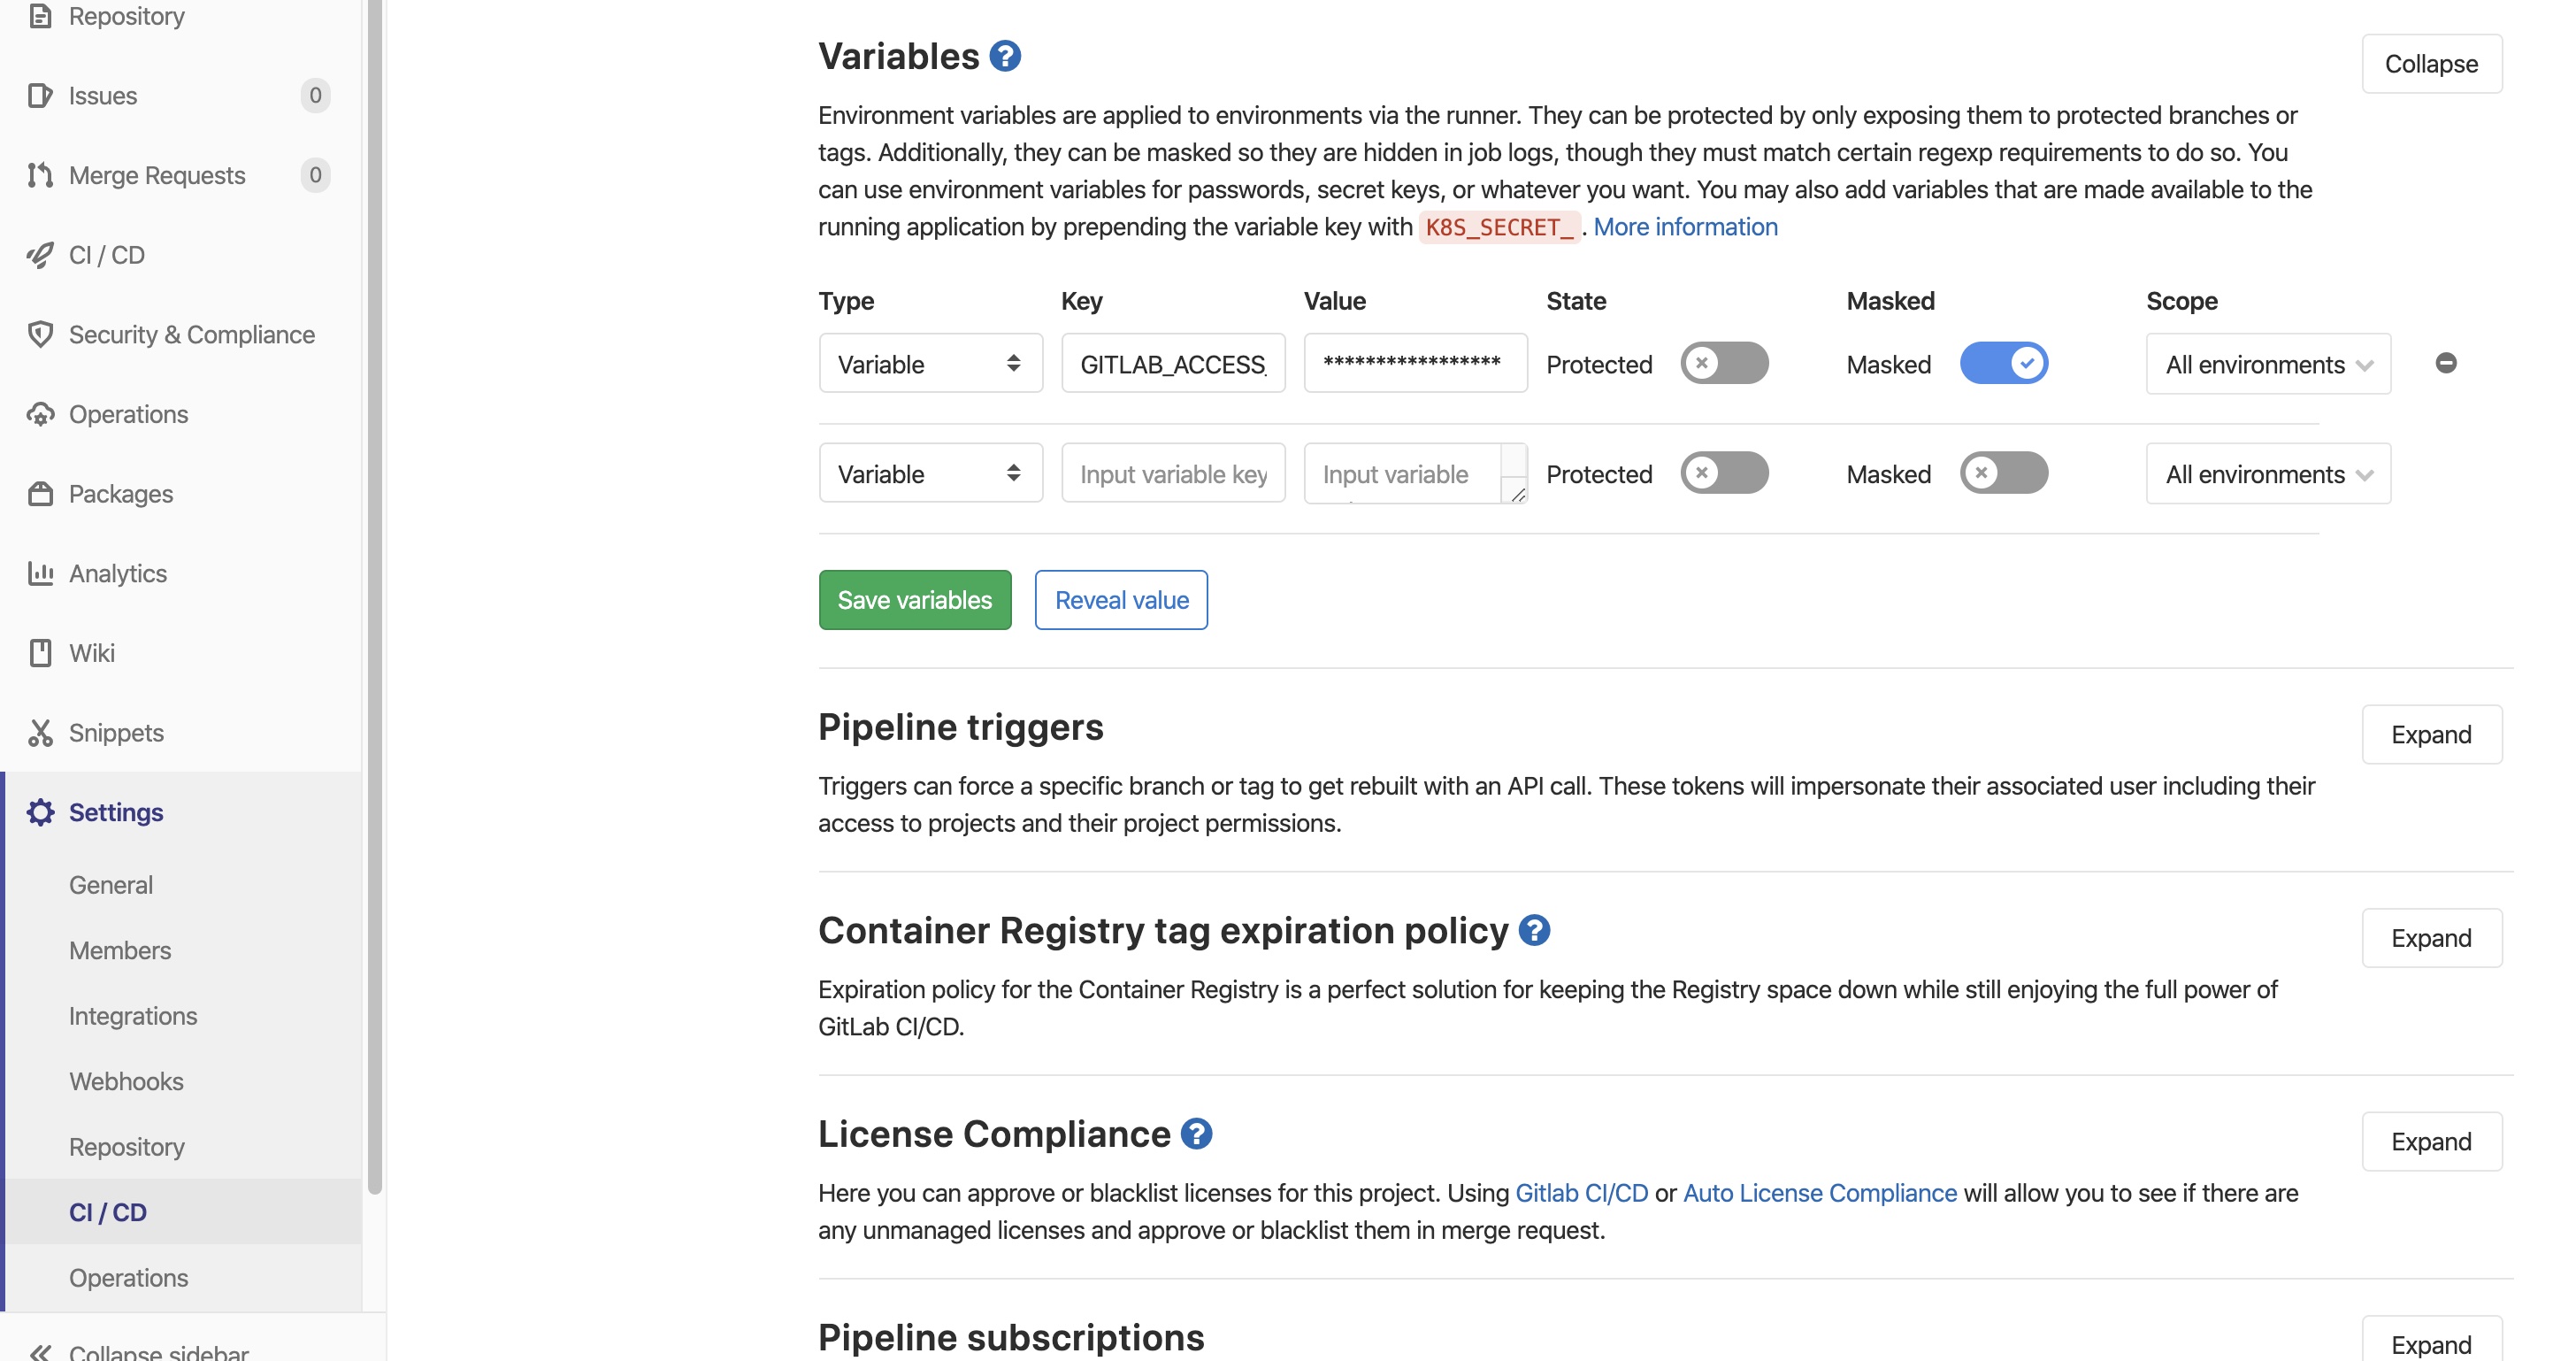 Repository
Issues 0
Merge Requests 0
CI / CD
Security & Compliance
Operations
Packages
Analytics
Wiki
Snippets
Settings
General
Members
Integrations
Webhooks
Repository
CI / CD
Operations
Collapse sidebar
Variables ?
Collapse
Environment variables are applied to environments via the runner. They can be protected by only exposing them to protected branches or
tags. Additionally, they can be masked so they are hidden in job logs, though they must match certain regexp requirements to do so. You
can use environment variables for passwords, secret keys, or whatever you want. You may also add variables that are made available to the
running application by prepending the variable key with K8S_SECRET_ . More information
Type Key Value State Masked Scope
Variable GITLAB_ACCESS_ ***************** Protected Masked All environments
Variable Input variable key Input variable Protected Masked All environments
Save variables Reveal value
Pipeline triggers
Expand
Triggers can force a specific branch or tag to get rebuilt with an API call. These tokens will impersonate their associated user including their
access to projects and their project permissions.
Container Registry tag expiration policy ?
Expand
Expiration policy for the Container Registry is a perfect solution for keeping the Registry space down while still enjoying the full power of
GitLab CI/CD.
License Compliance ?
Expand
Here you can approve or blacklist licenses for this project. Using Gitlab CI/CD or Auto License Compliance will allow you to see if there are
any unmanaged licenses and approve or blacklist them in merge request.
Pipeline subscriptions
Expand